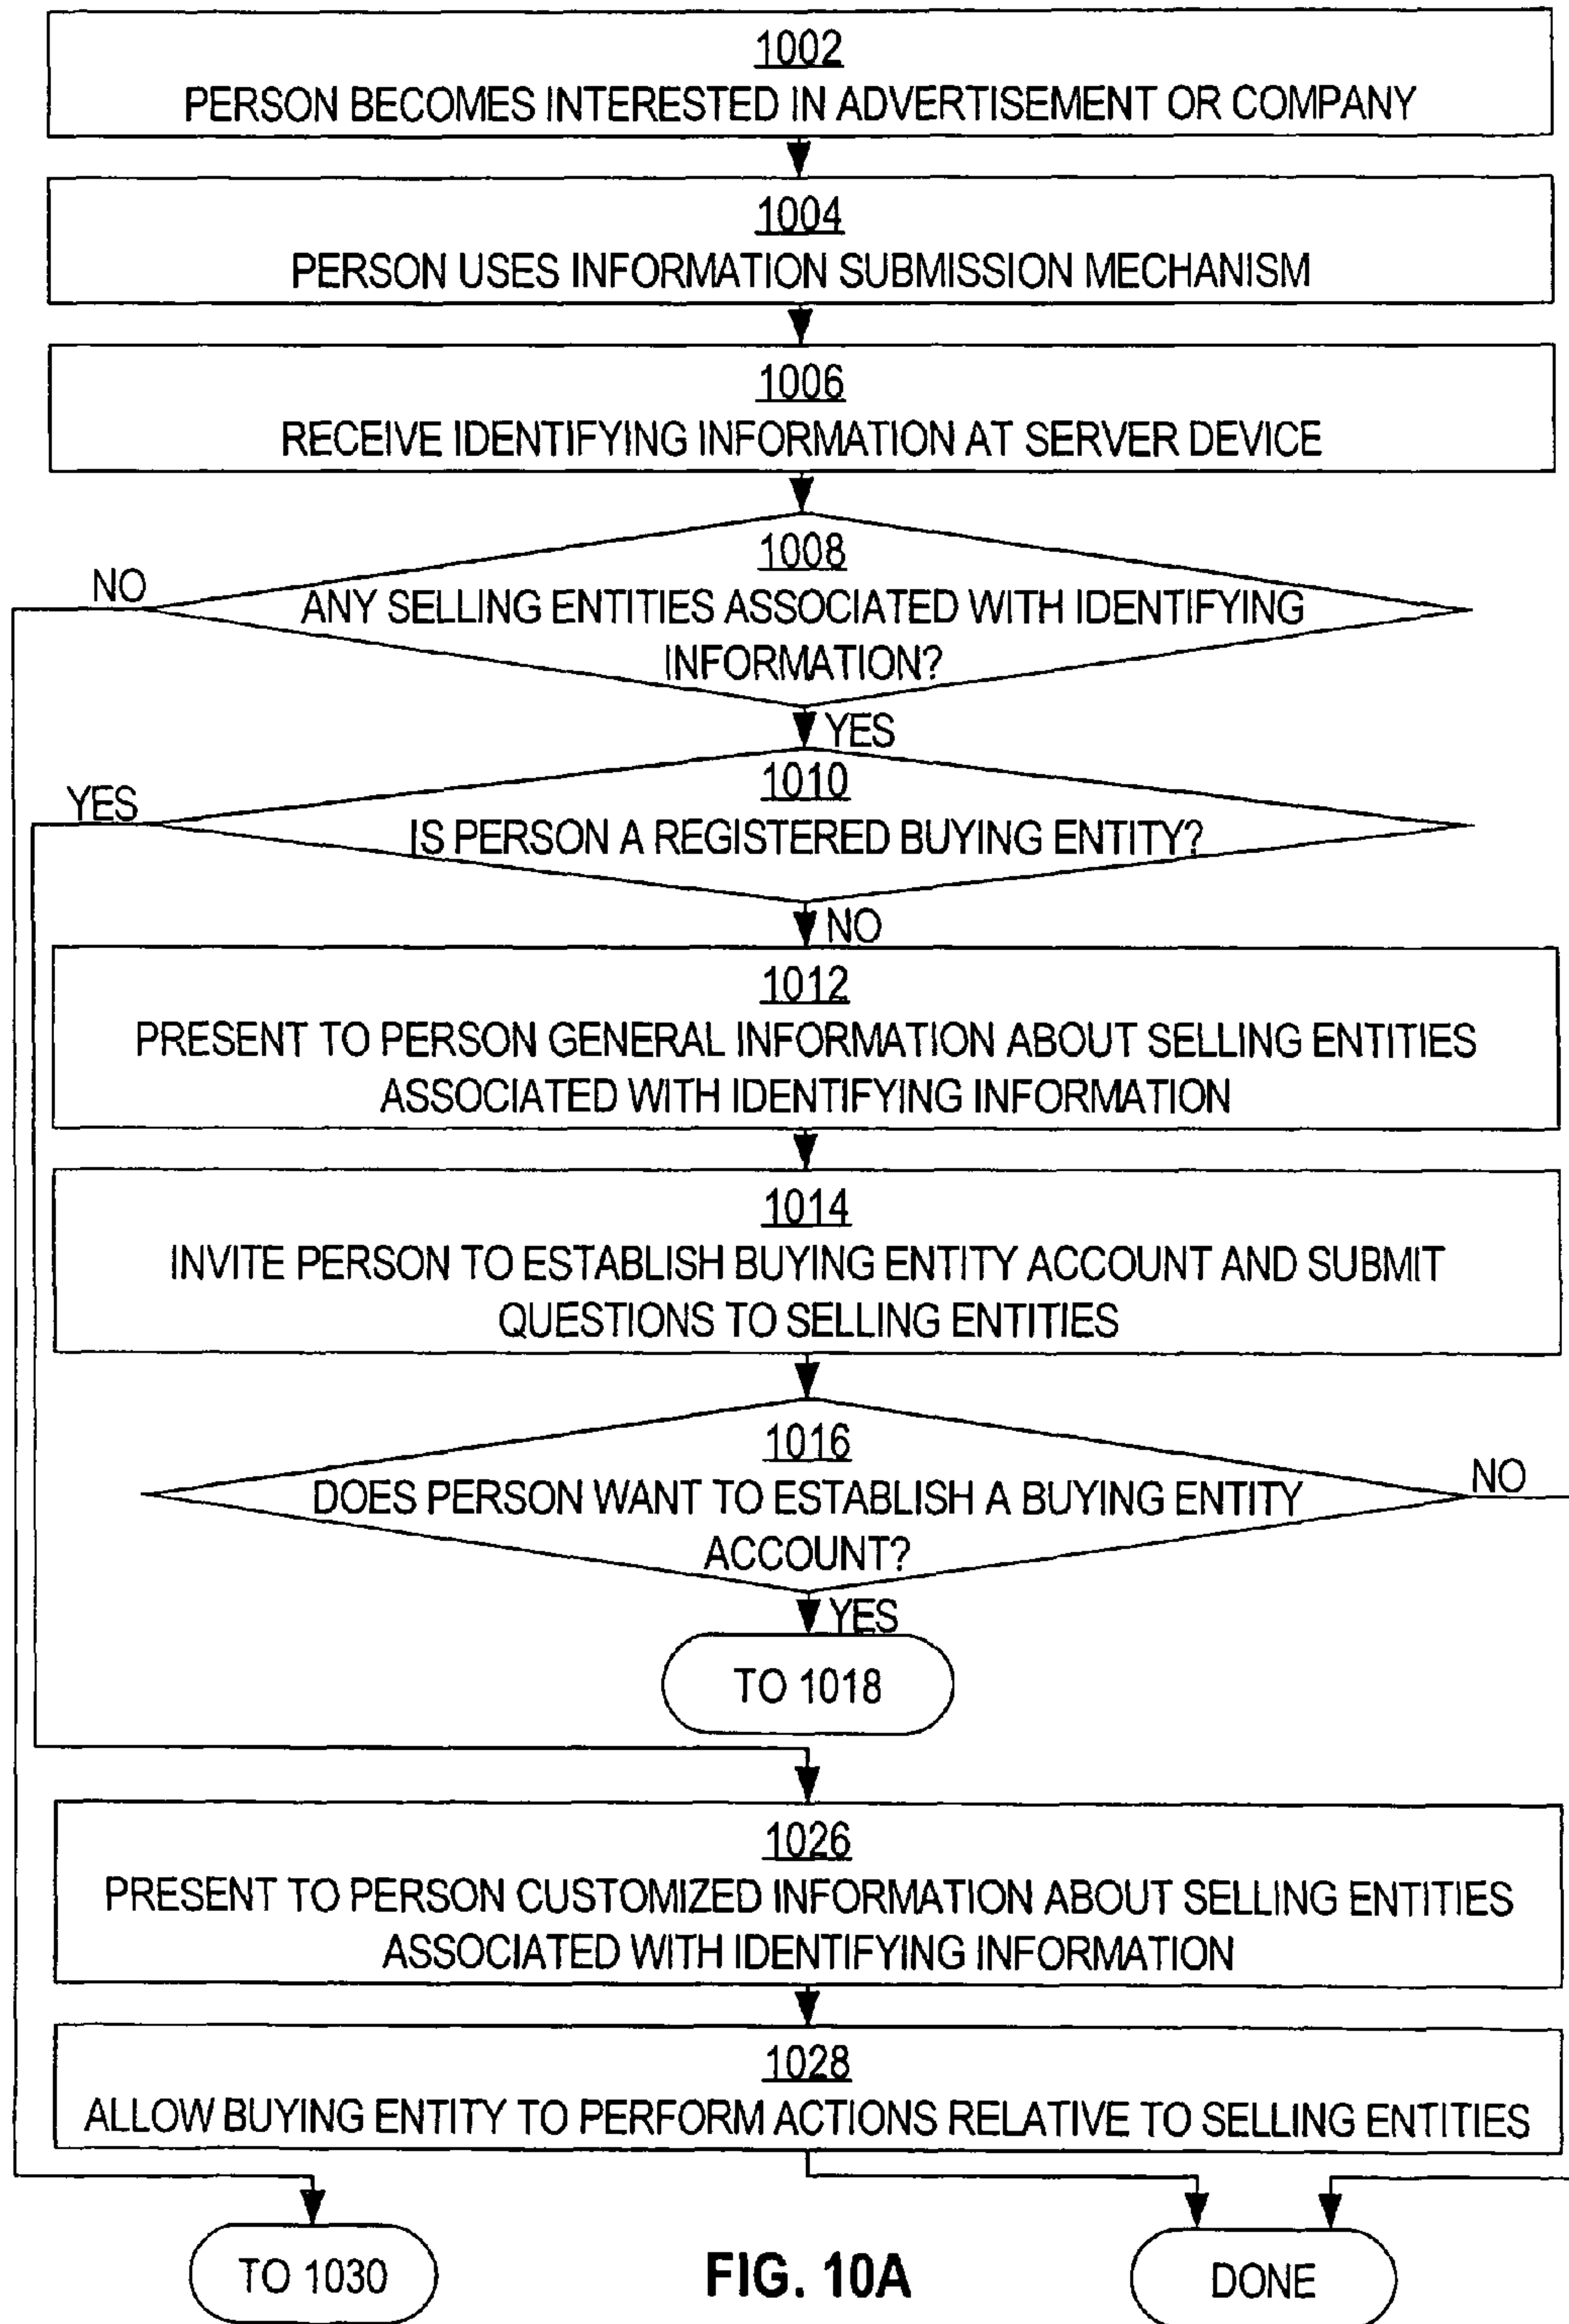 1002
PERSON BECOMES INTERESTED IN ADVERTISEMENT OR COMPANY
1004
PERSON USES INFORMATION SUBMISSION MECHANISM
1006
RECEIVE IDENTIFYING INFORMATION AT SERVER DEVICE
1008
NO
ANY SELLING ENTITIES ASSOCIATED WITH IDENTIFYING
INFORMATION?
YES
1010
YES
IS PERSON A REGISTERED BUYING ENTITY?
NO
1012
PRESENT TO PERSON GENERAL INFORMATION ABOUT SELLING ENTITIES
ASSOCIATED WITH IDENTIFYING INFORMATION
1014
INVITE PERSON TO ESTABLISH BUYING ENTITY ACCOUNT AND SUBMIT
QUESTIONS TO SELLING ENTITIES
1016
DOES PERSON WANT TO ESTABLISH A BUYING ENTITY
NO
ACCOUNT?
YES
TO 1018
1026
PRESENT TO PERSON CUSTOMIZED INFORMATION ABOUT SELLING ENTITIES
ASSOCIATED WITH IDENTIFYING INFORMATION
1028
ALLOW BUYING ENTITY TO PERFORM ACTIONS RELATIVE TO SELLING ENTITIES
TO 1030
FIG. 10A
DONE